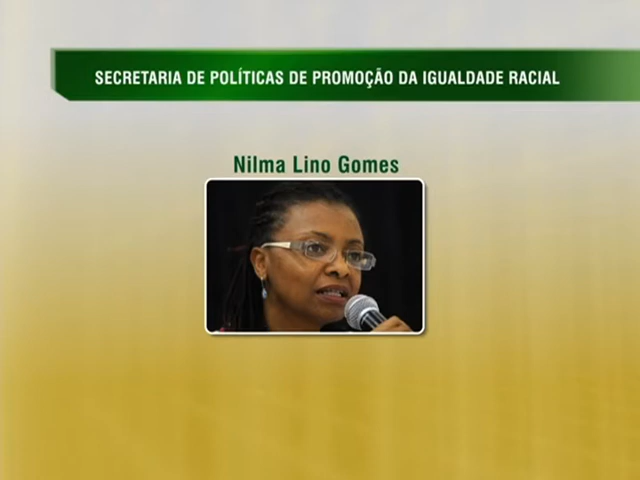 SECRETARIA DE POLÍTICAS DE PROMOÇÃO DA IGUALDADE RACIAL
Nilma Lino Gomes